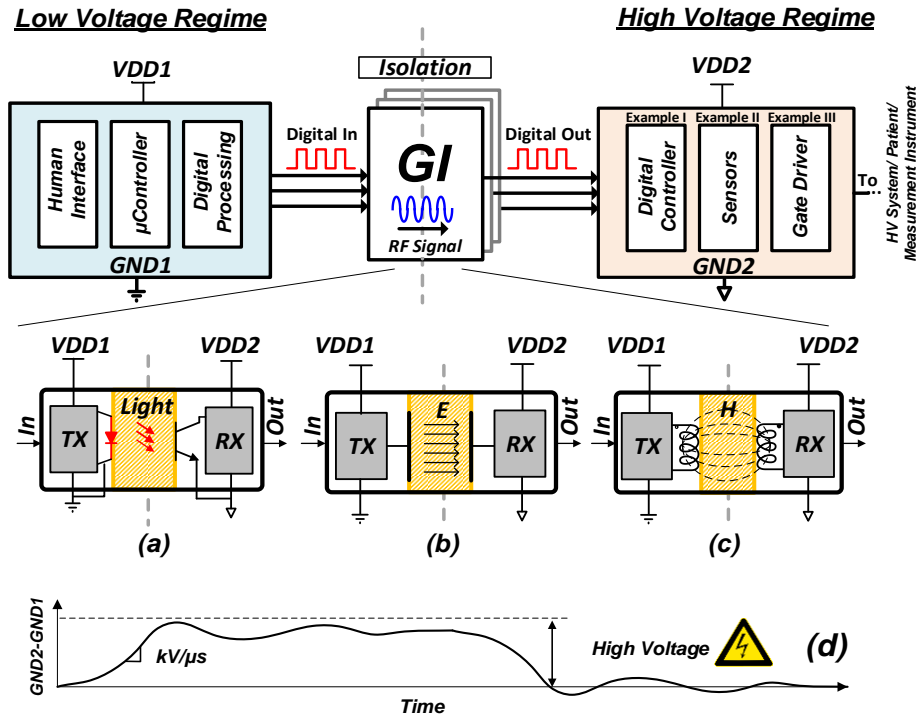 Low Voltage Regime
High Voltage Regime
Isolation
VDD1
VDD2
Human Interface
μController
Digital Processing
GND1
Digital In
GI
RF Signal
Digital Out
Example I
Example II
Example III
Digital Controller
Sensors
Gate Driver
GND2
To
HV System/ Patient/
Measurement Instrument
VDD1
VDD2
In
TX
Light
RX
Out
(a)
VDD1
VDD2
In
TX
E
RX
Out
(b)
VDD1
VDD2
In
TX
H
RX
Out
(c)
GND2-GND1
kV/μs
High Voltage
(d)
Time